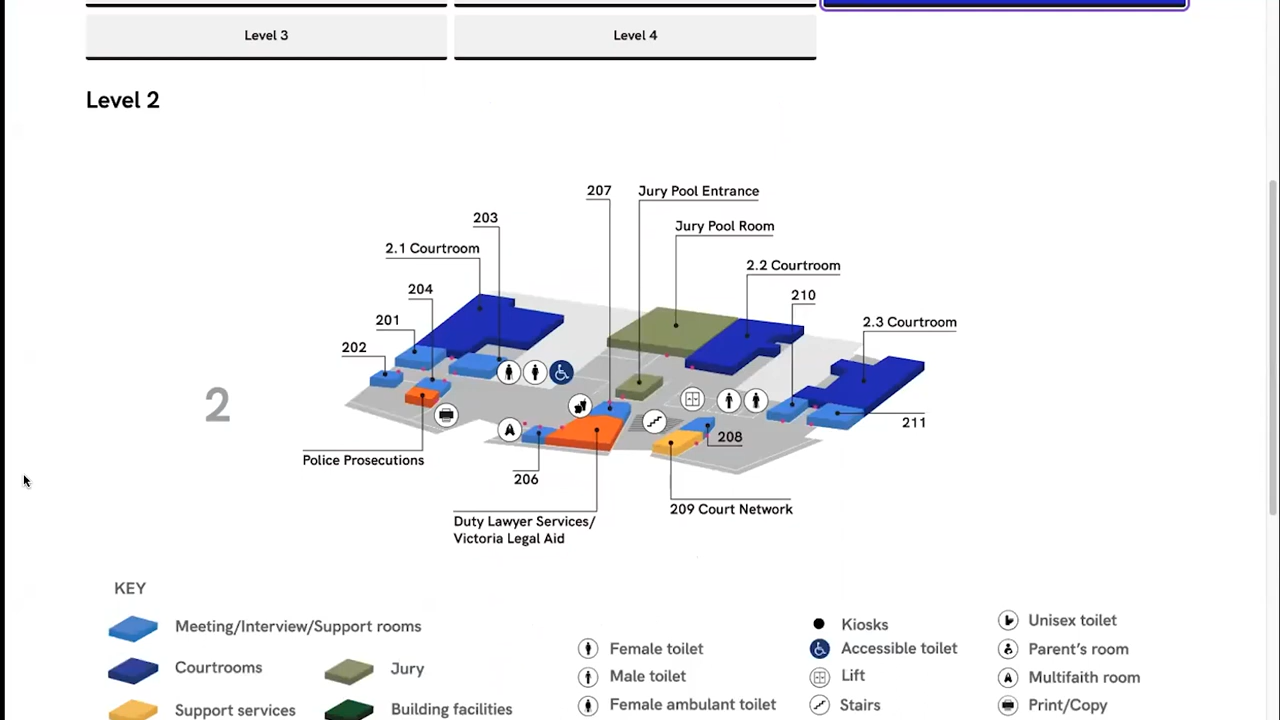 Level 3
Level 4
Level 2
207
Jury Pool Entrance
203
Jury Pool Room
2.1 Courtroom
2.2 Courtroom
204
210
201
2.3 Courtroom
202
2
211
208
Police Prosecutions
206
209 Court Network
Duty Lawyer Services/
Victoria Legal Aid
KEY
Meeting/Interview/Support rooms
Courtrooms
Support services
Jury
Building facilities
Female toilet
Male toilet
Female ambulant toilet
Kiosks
Accessible toilet
Lift
Stairs
Unisex toilet
Parent's room
Multifaith room
Print/Copy